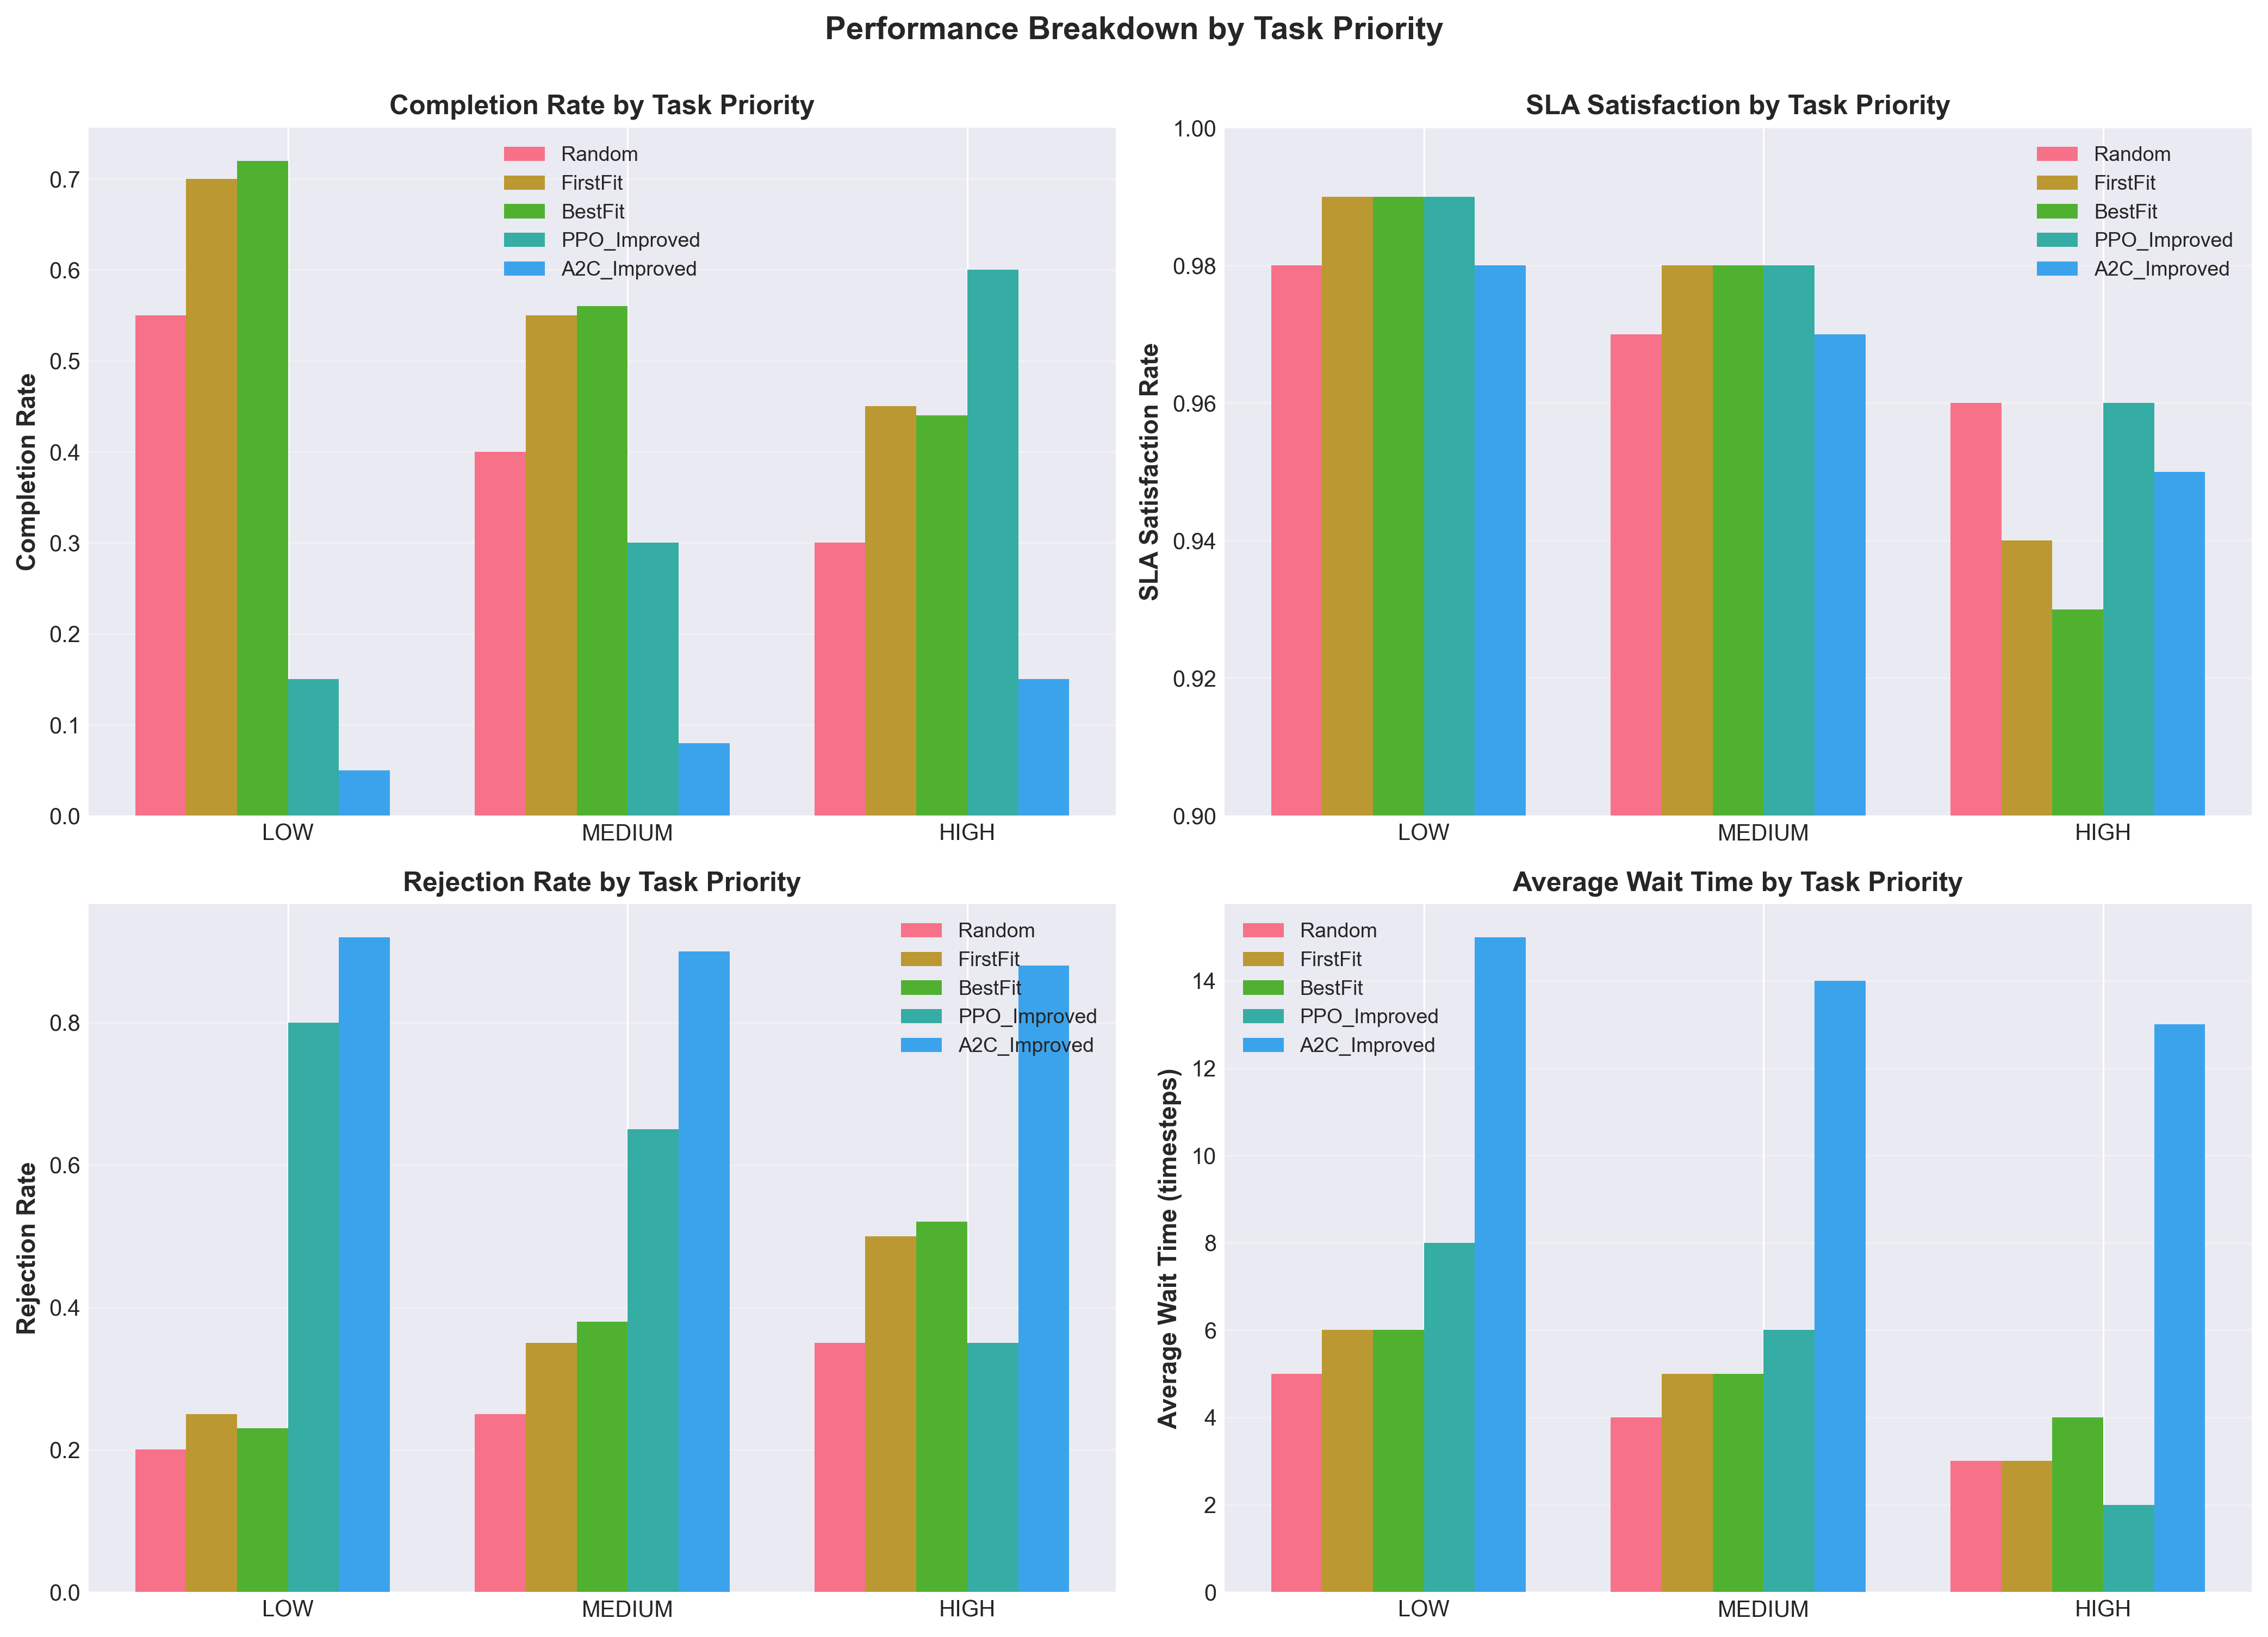 Performance Breakdown by Task Priority
Completion Rate by Task Priority
Completion Rate
0.7
0.6
0.5
0.4
0.3
0.2
0.1
0.0
Random
FirstFit
BestFit
PPO_Improved
A2C_Improved
LOW MEDIUM HIGH
SLA Satisfaction by Task Priority
SLA Satisfaction Rate
1.00
0.98
0.96
0.94
0.92
0.90
Random
FirstFit
BestFit
PPO_Improved
A2C_Improved
LOW MEDIUM HIGH
Rejection Rate by Task Priority
Rejection Rate
0.8
0.6
0.4
0.2
0.0
Random
FirstFit
BestFit
PPO_Improved
A2C_Improved
LOW MEDIUM HIGH
Average Wait Time by Task Priority
Average Wait Time (timesteps)
14
12
10
8
6
4
2
0
Random
FirstFit
BestFit
PPO_Improved
A2C_Improved
LOW MEDIUM HIGH